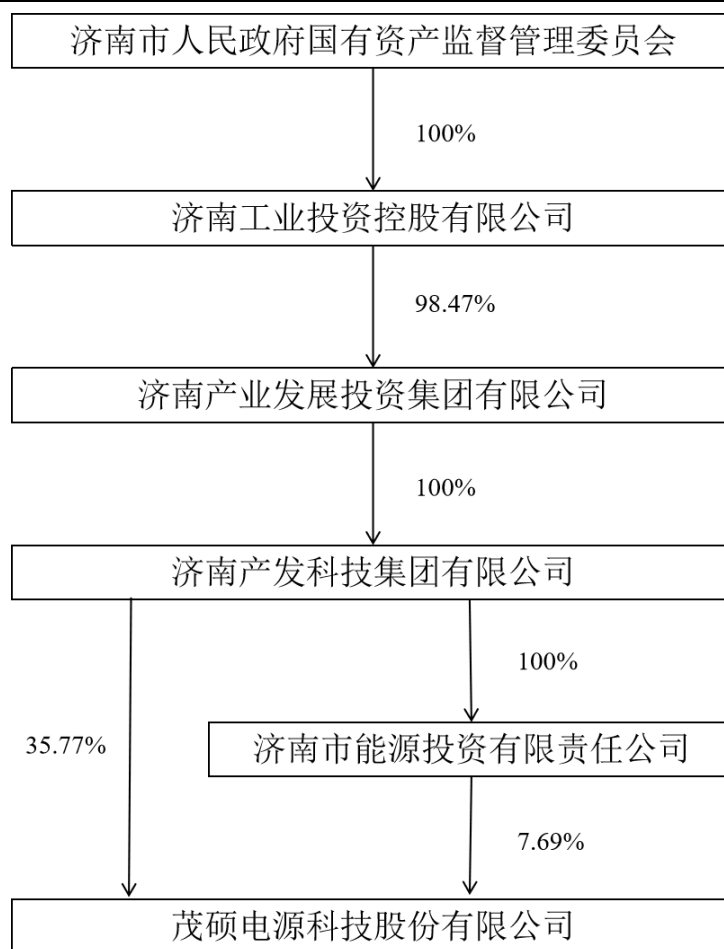 济南市人民政府国有资产监督管理委员会
100%
济南工业投资控股有限公司
98.47%
济南产业发展投资集团有限公司
100%
济南产发科技集团有限公司
100%
35.77%
济南市能源投资有限责任公司
7.69%
茂硕电源科技股份有限公司